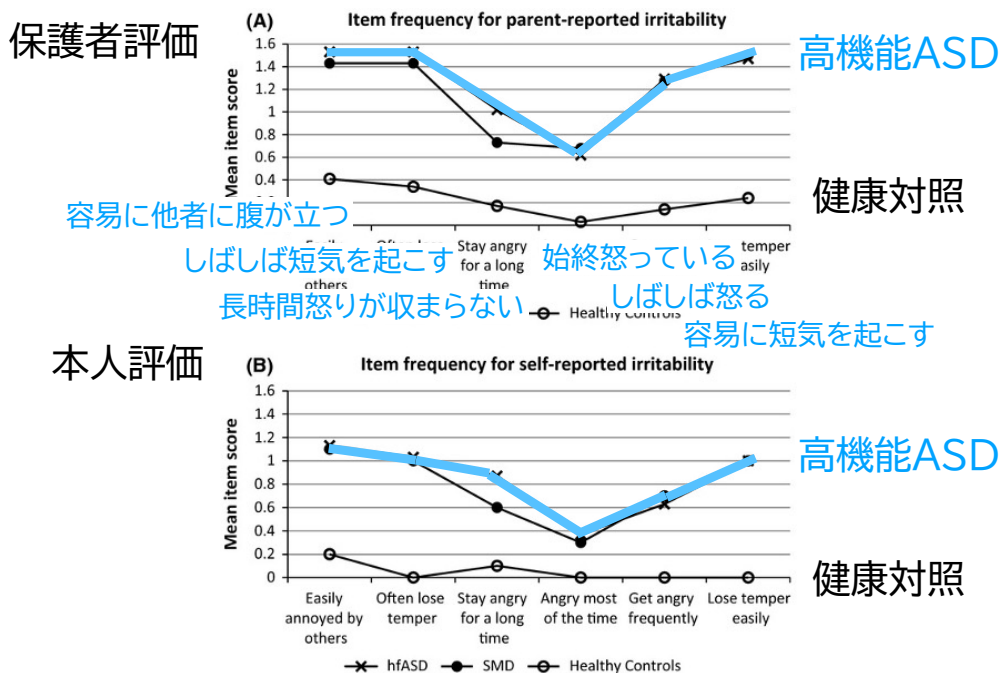 保護者評価
(A) Item frequency for parent-reported irritability
高機能ASD
Mean item score
1.6
1.4
1.2
1
0.8
0.6
0.4
健康対照
容易に他者に腹が立つ
しばしば短気を起こす
長時間怒りが収まらない
始終怒っている
しばしば怒る
容易に短気を起こす
others
Stay angry
for a long
time
temper
asily
Healthy Controls
本人評価
(B) Item frequency for self-reported irritability
高機能ASD
Mean item score
1.6
1.4
1.2
1
0.8
0.6
0.4
0.2
0
健康対照
Easily
annoyed by
others
Often lose
temper
Stay angry
for a long
time
Angry most
of the time
Get angry
frequently
Lose temper
easily
hfASD SMD Healthy Controls